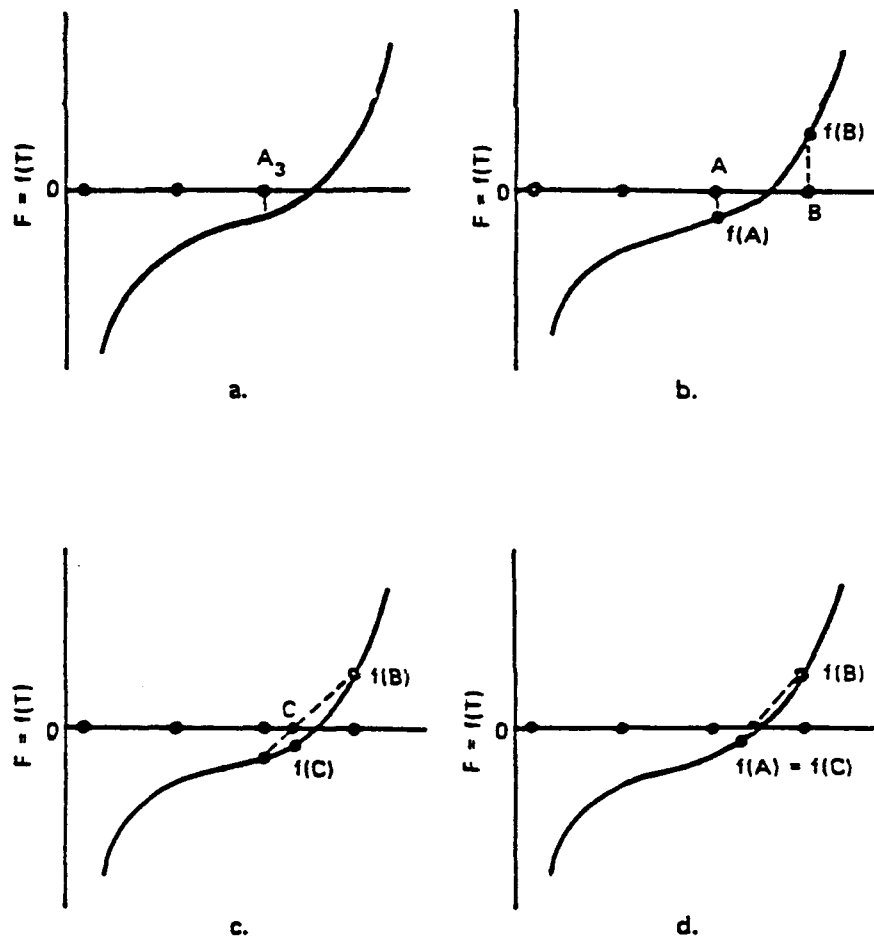 F = f(T)
0
A3
a.
F = f(T)
0
A
B
f(A)
f(B)
b.
F = f(T)
0
C
f(B)
f(C)
c.
F = f(T)
0
f(B)
f(A) = f(C)
d.